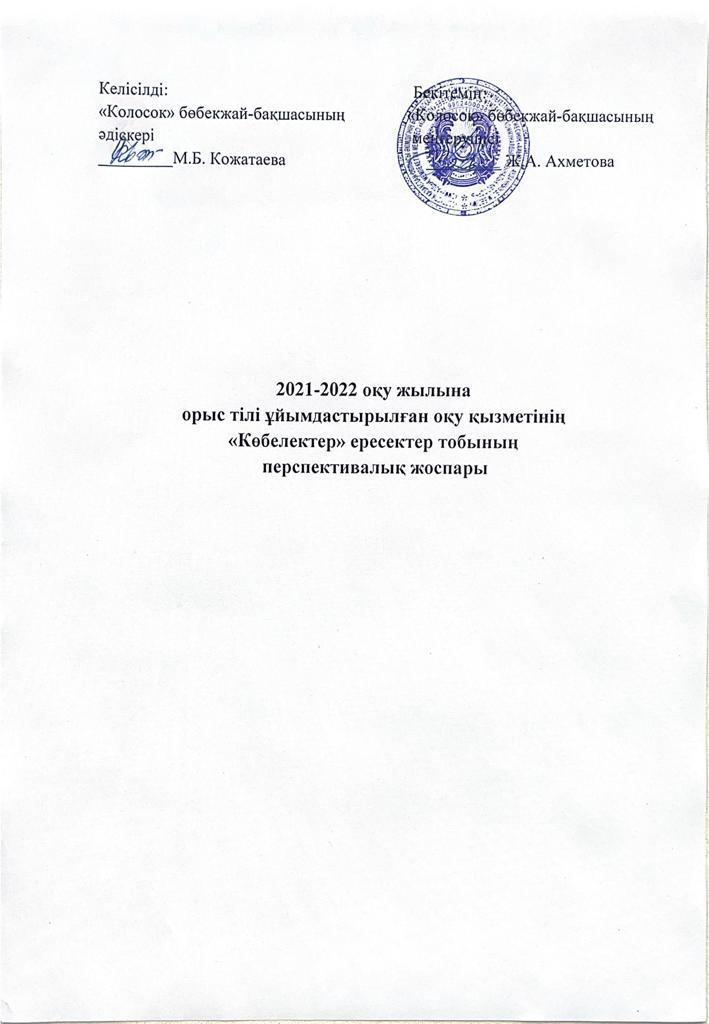 Келісілді:
«Колосок» бөбекжай-бақшасының
әдіскері
М.Б. Кожатаева
Бекітемін:
«Колосок» бөбекжай-бақшасының
меңгерушісі
Ж.А. Ахметова
2021-2022 оқу жылына
орыс тілі ұйымдастырылған оқу қызметінің
«Көбелектер» ересектер тобының
перспективалық жоспары